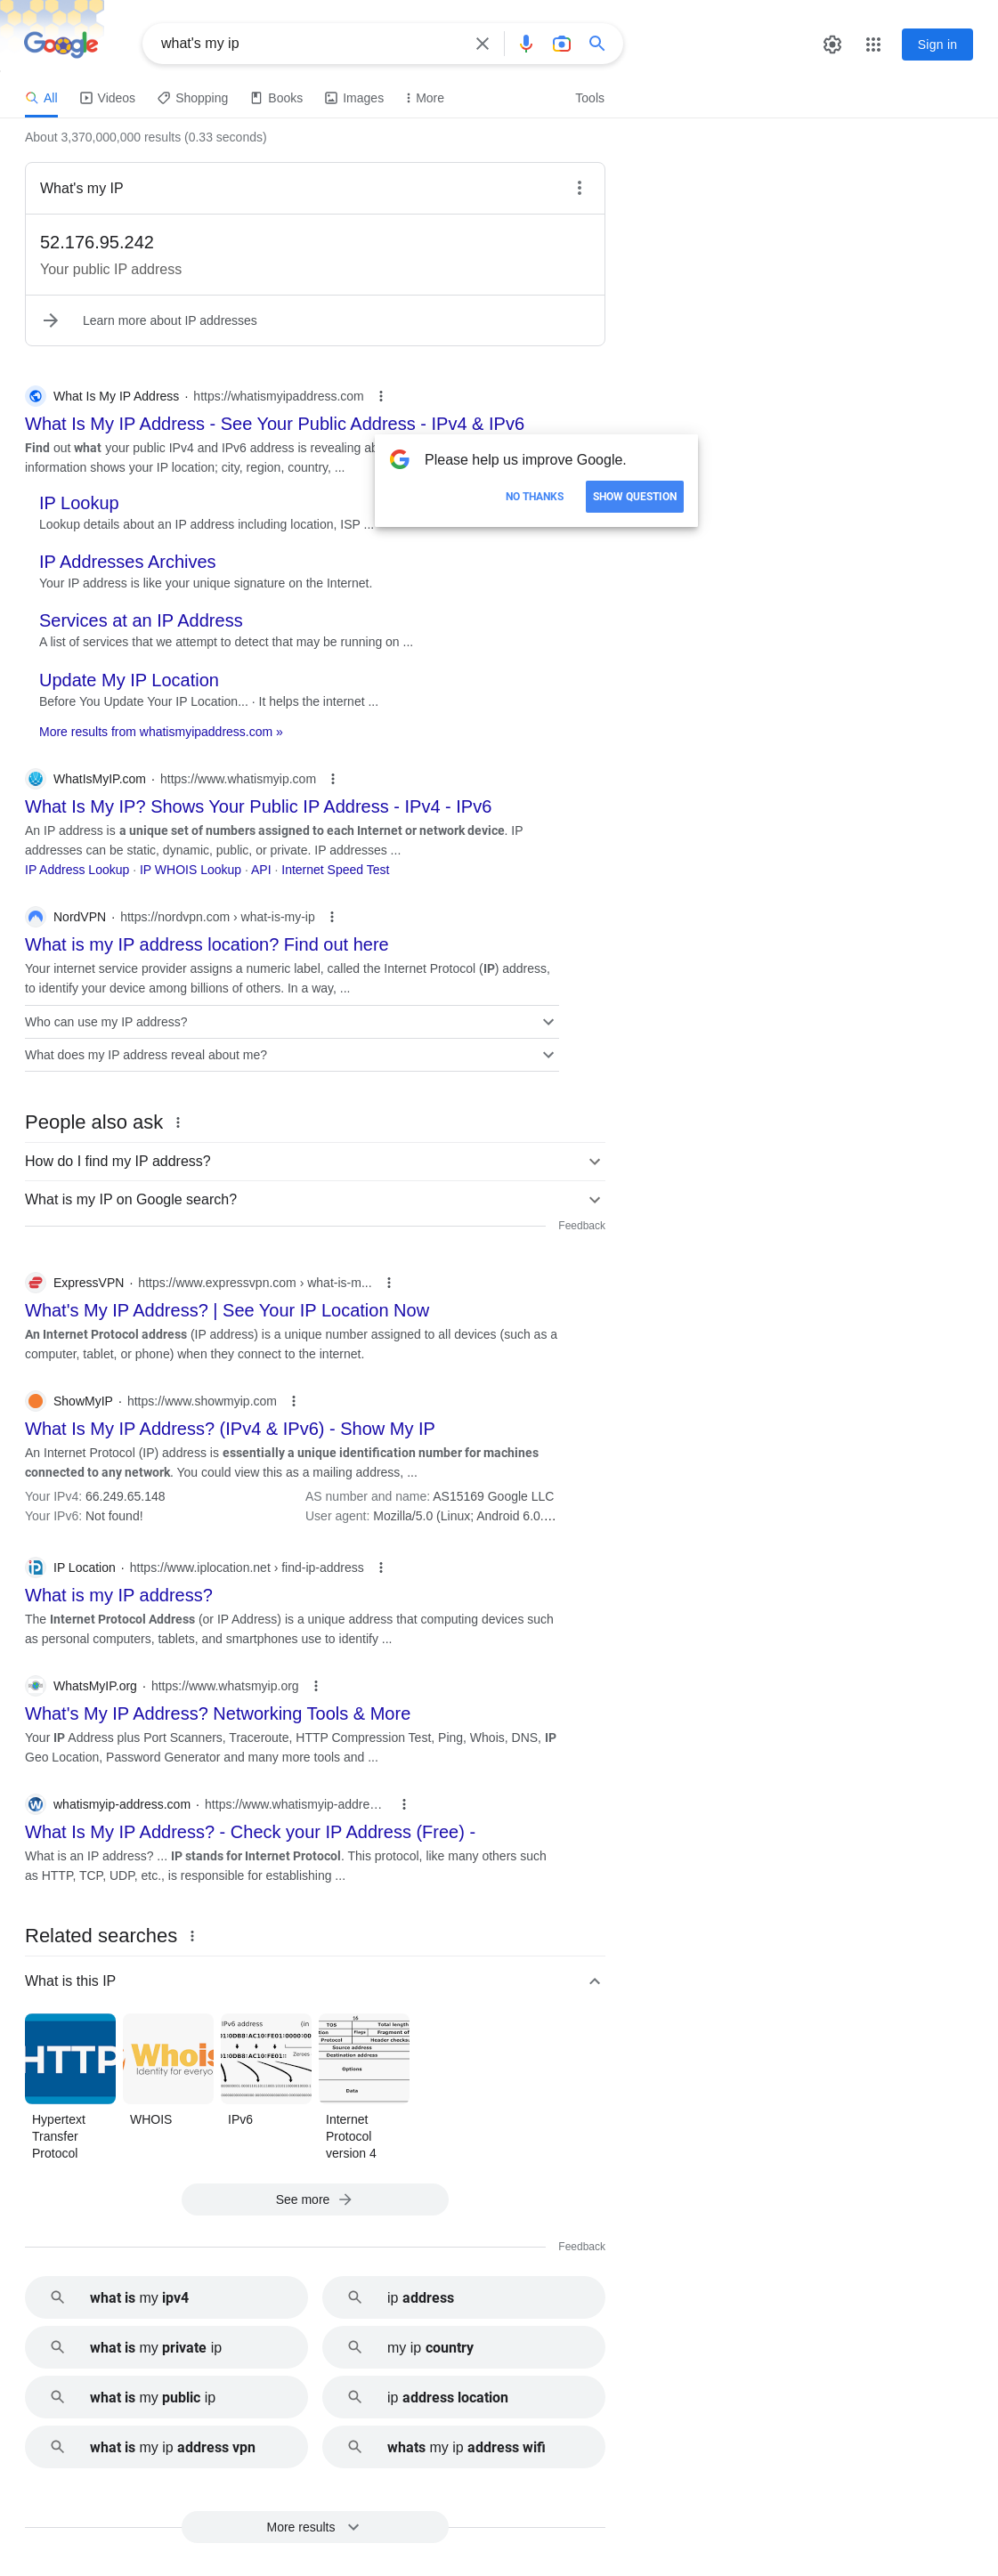 Google
what's my ip
Sign in
All
Videos
Shopping
Books
Images
More
Tools
About 3,370,000,000 results (0.33 seconds)
What's my IP
52.176.95.242
Your public IP address
Learn more about IP addresses
What Is My IP Address · https://whatismyipaddress.com
What Is My IP Address - See Your Public Address - IPv4 & IPv6
Find out what your public IPv4 and IPv6 address is revealing
information shows your IP location; city, region, country, ...
Please help us improve Google.
NO THANKS
SHOW QUESTION
IP Lookup
Lookup details about an IP address including location, ISP ...
IP Addresses Archives
Your IP address is like your unique signature on the Internet.
Services at an IP Address
A list of services that we attempt to detect that may be running on ...
Update My IP Location
Before You Update Your IP Location... · It helps the internet ...
More results from whatismyipaddress.com »
WhatIsMyIP.com · https://www.whatismyip.com
What Is My IP? Shows Your Public IP Address - IPv4 - IPv6
An IP address is a unique set of numbers assigned to each Internet or network device. IP
addresses can be static, dynamic, public, or private. IP addresses ...
IP Address Lookup · IP WHOIS Lookup · API · Internet Speed Test
NordVPN · https://nordvpn.com › what-is-my-ip
What is my IP address location? Find out here
Your internet service provider assigns a numeric label, called the Internet Protocol (IP) address,
to identify your device among billions of others. In a way, ...
Who can use my IP address?
What does my IP address reveal about me?
People also ask
How do I find my IP address?
What is my IP on Google search?
Feedback
ExpressVPN · https://www.expressvpn.com › what-is-m...
What's My IP Address? | See Your IP Location Now
An Internet Protocol address (IP address) is a unique number assigned to all devices (such as a
computer, tablet, or phone) when they connect to the internet.
ShowMyIP · https://www.showmyip.com
What Is My IP Address? (IPv4 & IPv6) - Show My IP
An Internet Protocol (IP) address is essentially a unique identification number for machines
connected to any network. You could view this as a mailing address, ...
Your IPv4: 66.249.65.148
AS number and name: AS15169 Google LLC
Your IPv6: Not found!
User agent: Mozilla/5.0 (Linux; Android 6.0....
IP Location · https://www.iplocation.net › find-ip-address
What is my IP address?
The Internet Protocol Address (or IP Address) is a unique address that computing devices such
as personal computers, tablets, and smartphones use to identify ...
WhatsMyIP.org · https://www.whatsmyip.org
What's My IP Address? Networking Tools & More
Your IP Address plus Port Scanners, Traceroute, HTTP Compression Test, Ping, Whois, DNS, IP
Geo Location, Password Generator and many more tools and ...
whatismyip-address.com · https://www.whatismyip-addre...
What Is My IP Address? - Check your IP Address (Free) -
What is an IP address? ... IP stands for Internet Protocol. This protocol, like many others such
as HTTP, TCP, UDP, etc., is responsible for establishing ...
Related searches
What is this IP
HTTP
Whois
Identity for everyo
IPv6 address (in
Zeroes
TOS
Total length
Flags
Fragment of
Protocol
Header checksu
Source address
Destination address
Options
Data
Hypertext
Transfer
Protocol
WHOIS
IPv6
Internet
Protocol
version 4
See more
Feedback
what is my ipv4
ip address
what is my private ip
my ip country
what is my public ip
ip address location
what is my ip address vpn
whats my ip address wifi
More results